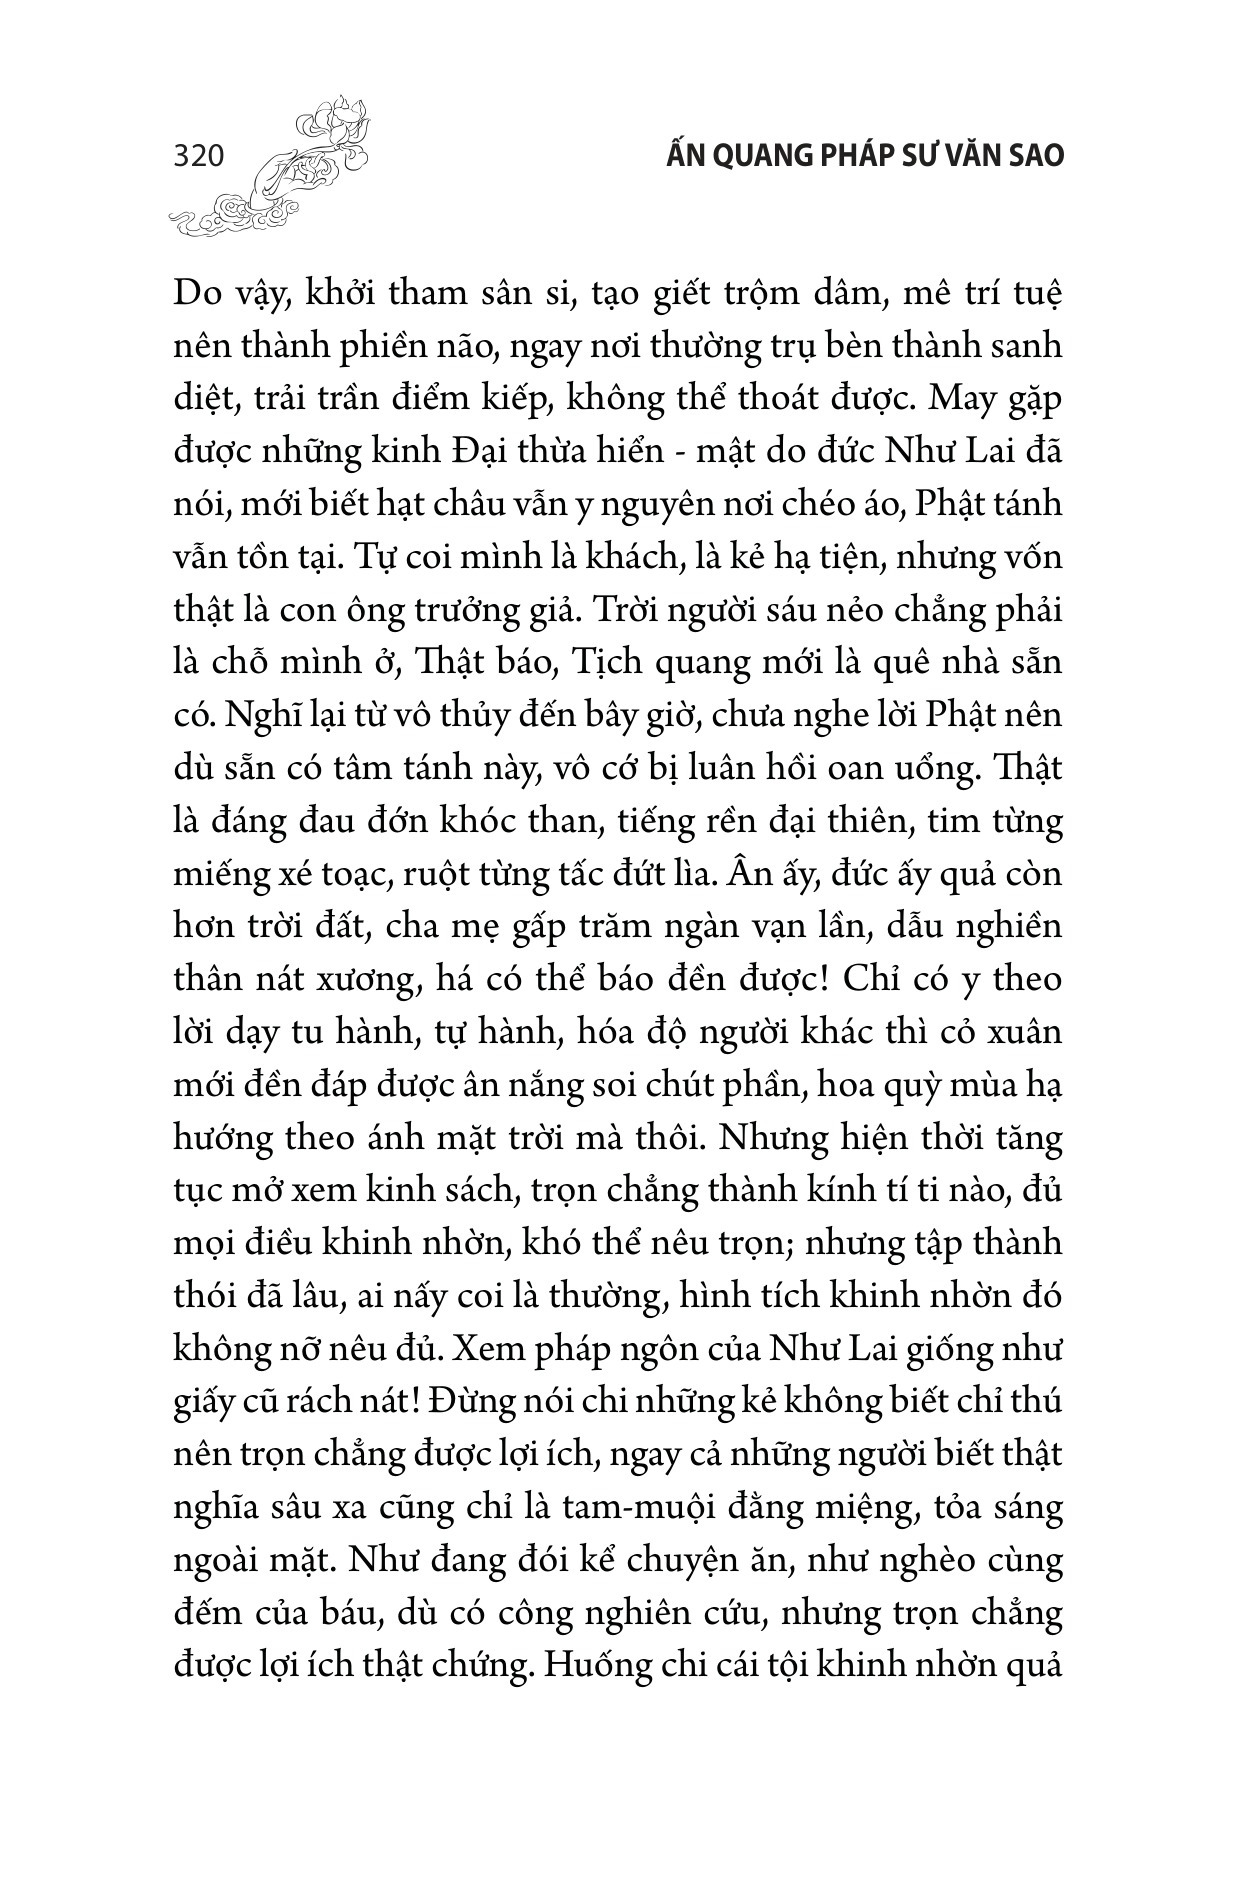 320
ẤN QUANG PHÁP SƯ VĂN SAO
Do vậy, khởi tham sân si, tạo giết trộm dâm, mê trí tuệ
nên thành phiền não, ngay nơi thường trụ bèn thành sanh
diệt, trải trần điểm kiếp, không thể thoát được. May gặp
được những kinh Đại thừa hiển - mật do đức Như Lai đã
nói, mới biết hạt châu vẫn y nguyên nơi chéo áo, Phật tánh
vẫn tồn tại. Tự coi mình là khách, là kẻ hạ tiện, nhưng vốn
thật là con ông trưởng giả. Trời người sáu nẻo chẳng phải
là chỗ mình ở, Thật báo, Tịch quang mới là quê nhà sẵn
có. Nghĩ lại từ vô thủy đến bây giờ, chưa nghe lời Phật nên
dù sẵn có tâm tánh này, vô cớ bị luân hồi oan uổng. Thật
là đáng đau đớn khóc than, tiếng rền đại thiên, tim từng
miếng xé toạc, ruột từng tấc đứt lìa. Ân ấy, đức ấy quả còn
hơn trời đất, cha mẹ gấp trăm ngàn vạn lần, dẫu nghiền
thân nát xương, há có thể báo đền được! Chỉ có y theo
lời dạy tu hành, tự hành, hóa độ người khác thì cỏ xuân
mới đền đáp được ân nắng soi chút phần, hoa quỳ mùa hạ
hướng theo ánh mặt trời mà thôi. Nhưng hiện thời tăng
tục mở xem kinh sách, trọn chẳng thành kính tí ti nào, đủ
mọi điều khinh nhờn, khó thể nêu trọn; nhưng tập thành
thói đã lâu, ai nấy coi là thường, hình tích khinh nhờn đó
không nỡ nêu đủ. Xem pháp ngôn của Như Lai giống như
giấy cũ rách nát! Đừng nói chi những kẻ không biết chỉ thú
nên trọn chẳng được lợi ích, ngay cả những người biết thật
nghĩa sâu xa cũng chỉ là tam-muội đằng miệng, tỏa sáng
ngoài mặt. Như đang đói kể chuyện ăn, như nghèo cùng
đếm của báu, dù có công nghiên cứu, nhưng trọn chẳng
được lợi ích thật chứng. Huống chi cái tội khinh nhờn quả